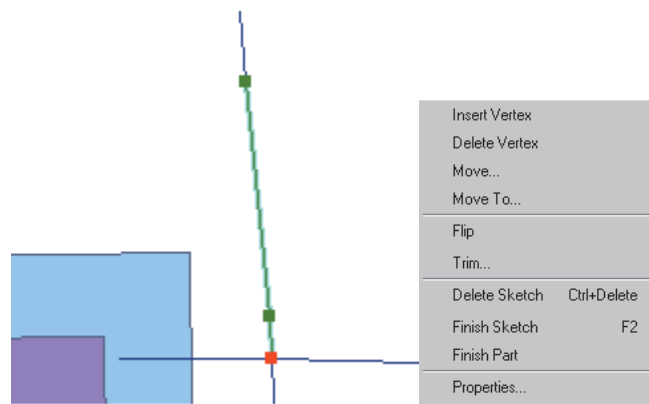 Insert Vertex
Delete Vertex
Move...
Move To...
Flip
Trim...
Delete Sketch Ctrl+Delete
Finish Sketch F2
Finish Part
Properties...